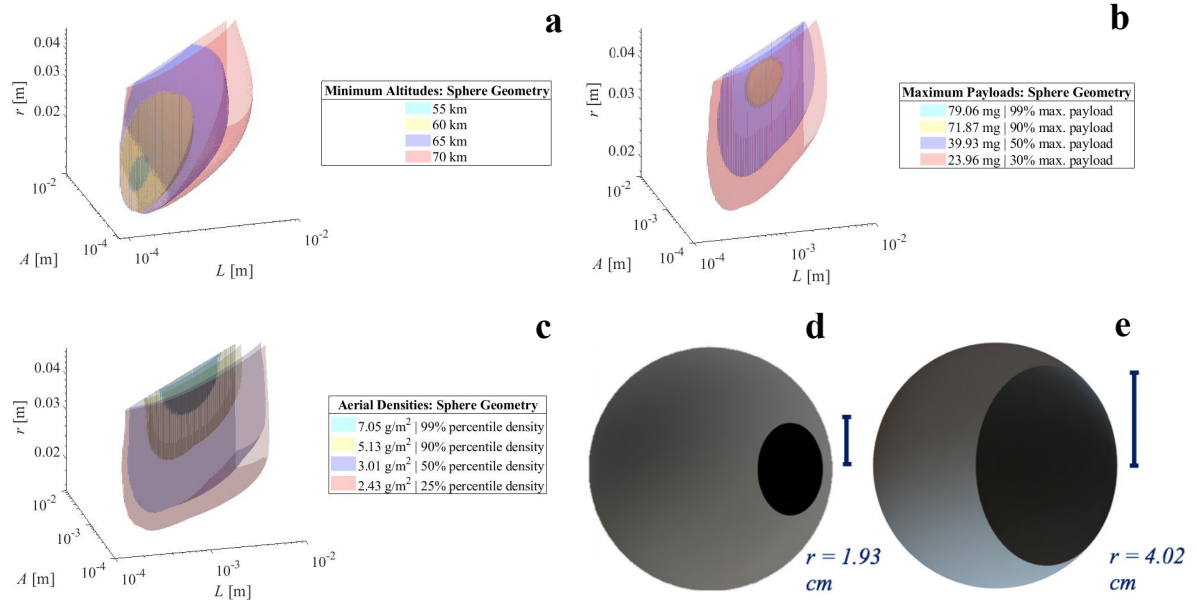 a
0.04
0.03
0.02
r [m]
10-2
A [m]
10-4
10-4
L [m]
10-2
Minimum Altitudes: Sphere Geometry
55 km
60 km
65 km
70 km
b
0.04
0.03
0.02
r [m]
10-2
10-3
A [m]
10-4
10-4
10-3
L [m]
10-2
Maximum Payloads: Sphere Geometry
79.06 mg | 99% max. payload
71.87 mg | 90% max. payload
39.93 mg | 50% max. payload
23.96 mg | 30% max. payload
c
0.04
0.03
0.02
r [m]
10-2
10-3
A [m]
10-4
10-4
10-3
L [m]
10-2
Aerial Densities: Sphere Geometry
7.05 g/m2 | 99% percentile density
5.13 g/m2 | 90% percentile density
3.01 g/m2 | 50% percentile density
2.43 g/m2 | 25% percentile density
d
r = 1.93
cm
e
r = 4.02
cm